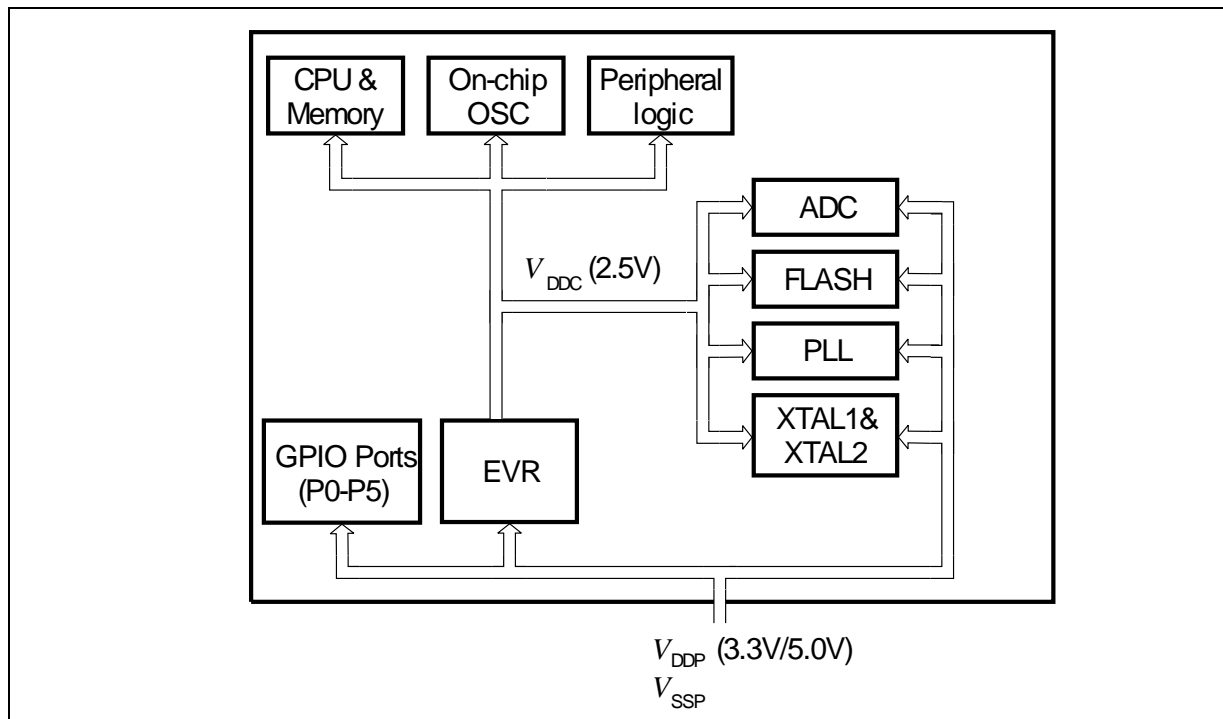 CPU &
Memory
On-chip
OSC
Peripheral
logic
ADC
V DDC (2.5V)
FLASH
PLL
XTAL1&
XTAL2
GPIO Ports
(P0-P5)
EVR
V DDP (3.3V/5.0V)
V SSP